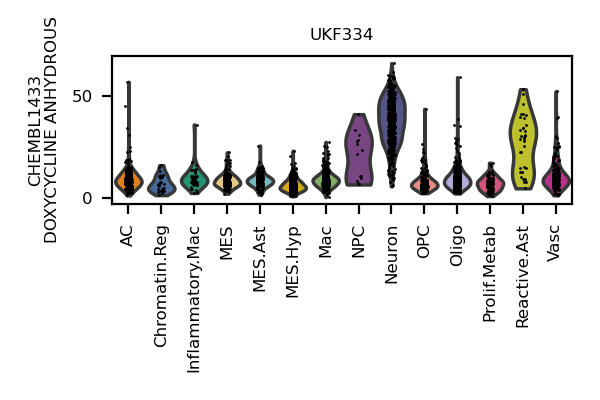 UKF334
CHEMBL1433
DOXYCYCLINE ANHYDROUS
50
0
AC
Chromatin.Reg
Inflammatory.Mac
MES
MES.Ast
MES.Hyp
Mac
NPC
Neuron
OPC
Oligo
Prolif.Metab
Reactive.Ast
Vasc